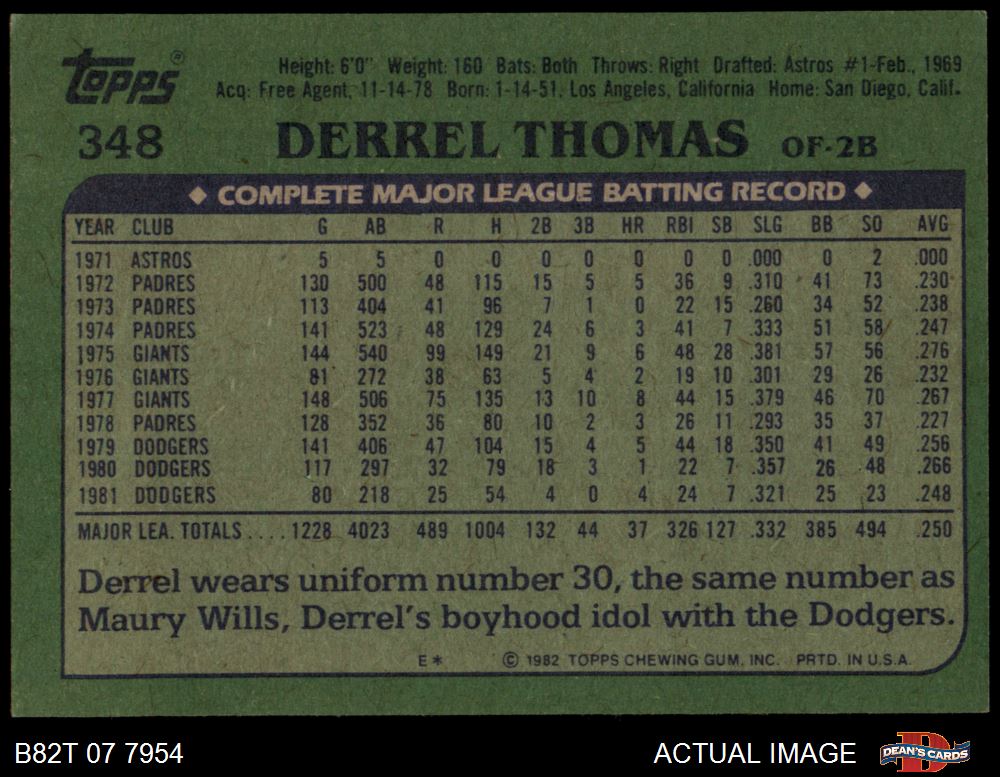 Topps®
Height: 6'0" Weight: 160 Bats: Both Throws: Right Drafted: Astros #1-Feb., 1969
Acq: Free Agent, 11-14-78 Born: 1-14-51, Los Angeles, California Home: San Diego, Calif.
348 DERREL THOMAS OF-2B
◆ COMPLETE MAJOR LEAGUE BATTING RECORD ◆
YEAR CLUB G AB R H 2B 3B HR RBI SB SLG BB SO AVG
1971 ASTROS 5 5 0 0 0 0 0 0 0 .000 0 2 .000
1972 PADRES 130 500 48 115 15 5 5 36 9 .310 41 73 .230
1973 PADRES 113 404 41 96 7 1 0 22 15 .260 34 52 .238
1974 PADRES 141 523 48 129 24 6 3 41 7 .333 51 58 .247
1975 GIANTS 144 540 99 149 21 9 6 48 28 .381 57 56 .276
1976 GIANTS 81 272 38 63 5 4 2 19 10 .301 29 26 .232
1977 GIANTS 148 506 75 135 13 10 8 44 15 .379 46 70 .267
1978 PADRES 128 352 36 80 10 2 3 26 11 .293 35 37 .227
1979 DODGERS 141 406 47 104 15 4 5 44 18 .350 41 49 .256
1980 DODGERS 117 297 32 79 18 3 1 22 7 .357 26 48 .266
1981 DODGERS 80 218 25 54 4 0 4 24 7 .321 25 23 .248
MAJOR LEA. TOTALS .... 1228 4023 489 1004 132 44 37 326 127 .332 385 494 .250
Derrel wears uniform number 30, the same number as
Maury Wills, Derrel's boyhood idol with the Dodgers.
E* © 1982 TOPPS CHEWING GUM, INC. PRTD. IN U.S.A.
B82T 07 7954 ACTUAL IMAGE DEAN'S CARDS